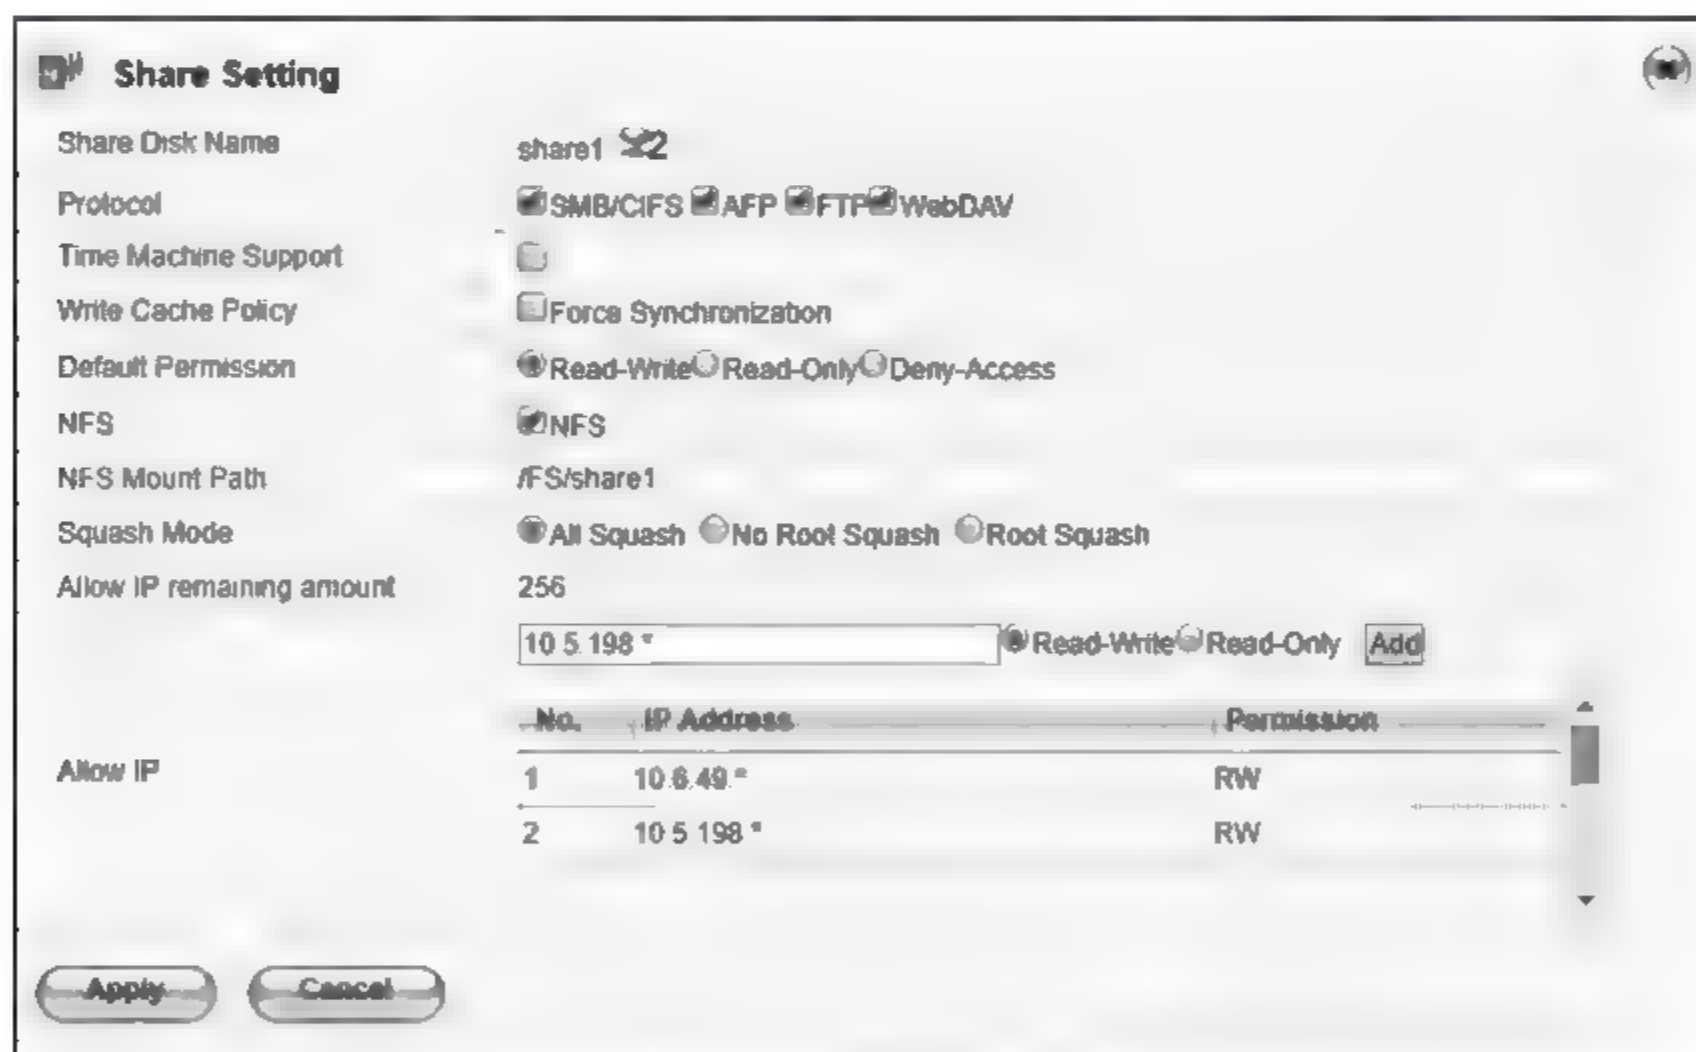 Share Setting
Share Disk Name share1
Protocol SMB/CIFS AFP FTP WebDAV
Time Machine Support
Write Cache Policy Force Synchronization
Default Permission Read-Write Read-Only Deny-Access
NFS NFS
NFS Mount Path /FS/share1
Squash Mode All Squash No Root Squash Root Squash
Allow IP remaining amount 256
10.5.198.* Read-Write Read-Only Add
No. IP Address Permission
Allow IP
1 10.6.49.* RW
2 10.5.198.* RW
Apply Cancel